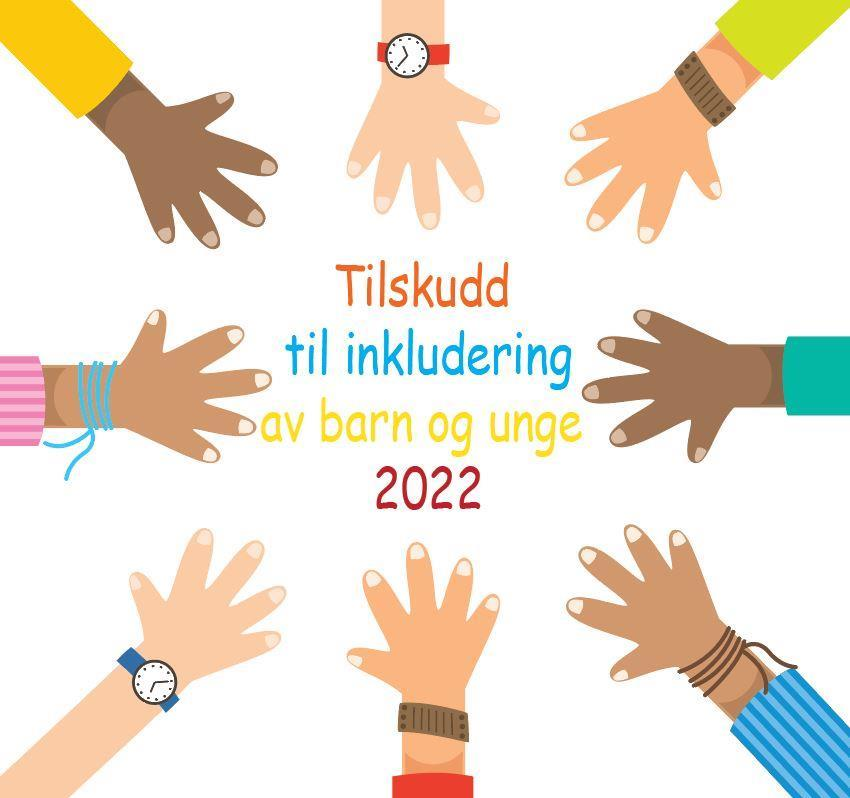 Tilskudd
til inkludering
av barn og unge
2022